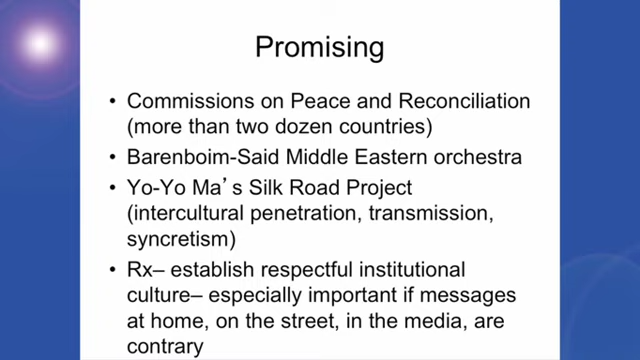 Promising
• Commissions on Peace and Reconciliation
(more than two dozen countries)
• Barenboim-Said Middle Eastern orchestra
• Yo-Yo Ma's Silk Road Project
(intercultural penetration, transmission,
syncretism)
• Rx– establish respectful institutional
culture– especially important if messages
at home, on the street, in the media, are
contrary